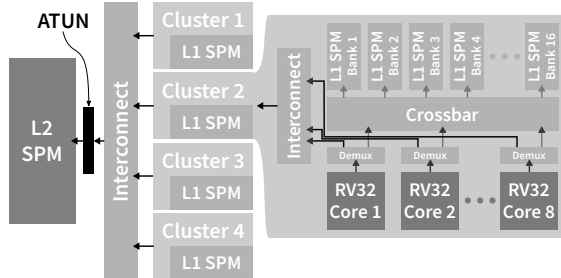 ATUN
L2
SPM
Interconnect
Cluster 1
L1 SPM
Cluster 2
L1 SPM
Cluster 3
L1 SPM
Cluster 4
L1 SPM
Interconnect
L1 SPM
Bank 1
L1 SPM
Bank 2
L1 SPM
Bank 3
L1 SPM
Bank 4
L1 SPM
Bank 16
Crossbar
Demux
Demux
Demux
RV32
Core 1
RV32
Core 2
RV32
Core 8